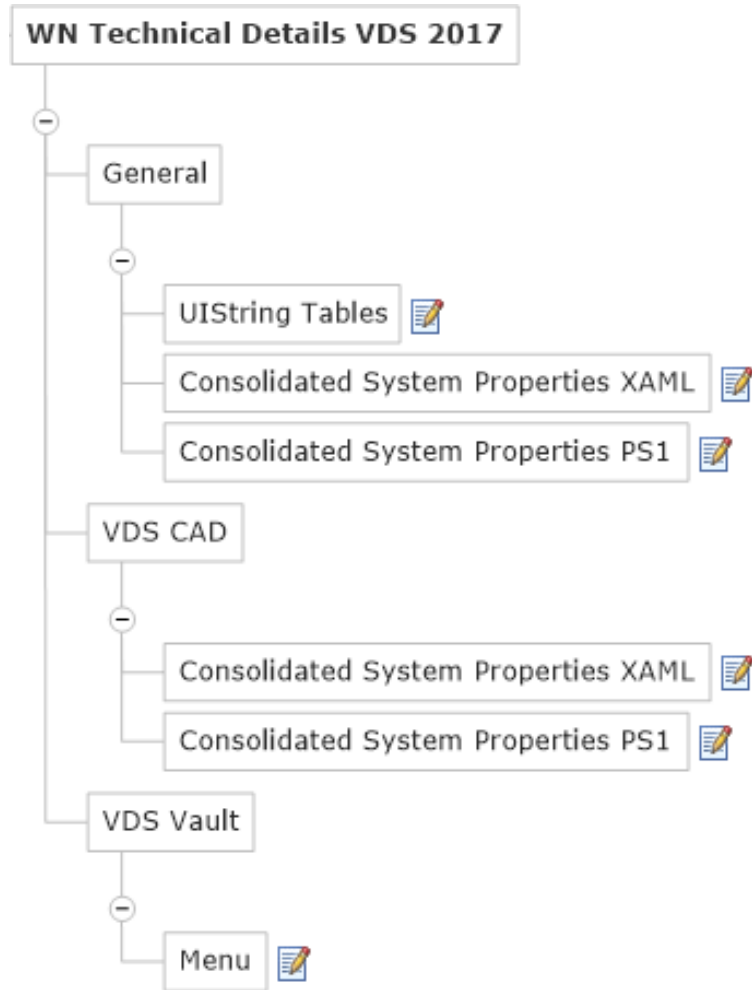 WN Technical Details VDS 2017
General
UIString Tables
Consolidated System Properties XAML
Consolidated System Properties PS1
VDS CAD
Consolidated System Properties XAML
Consolidated System Properties PS1
VDS Vault
Menu